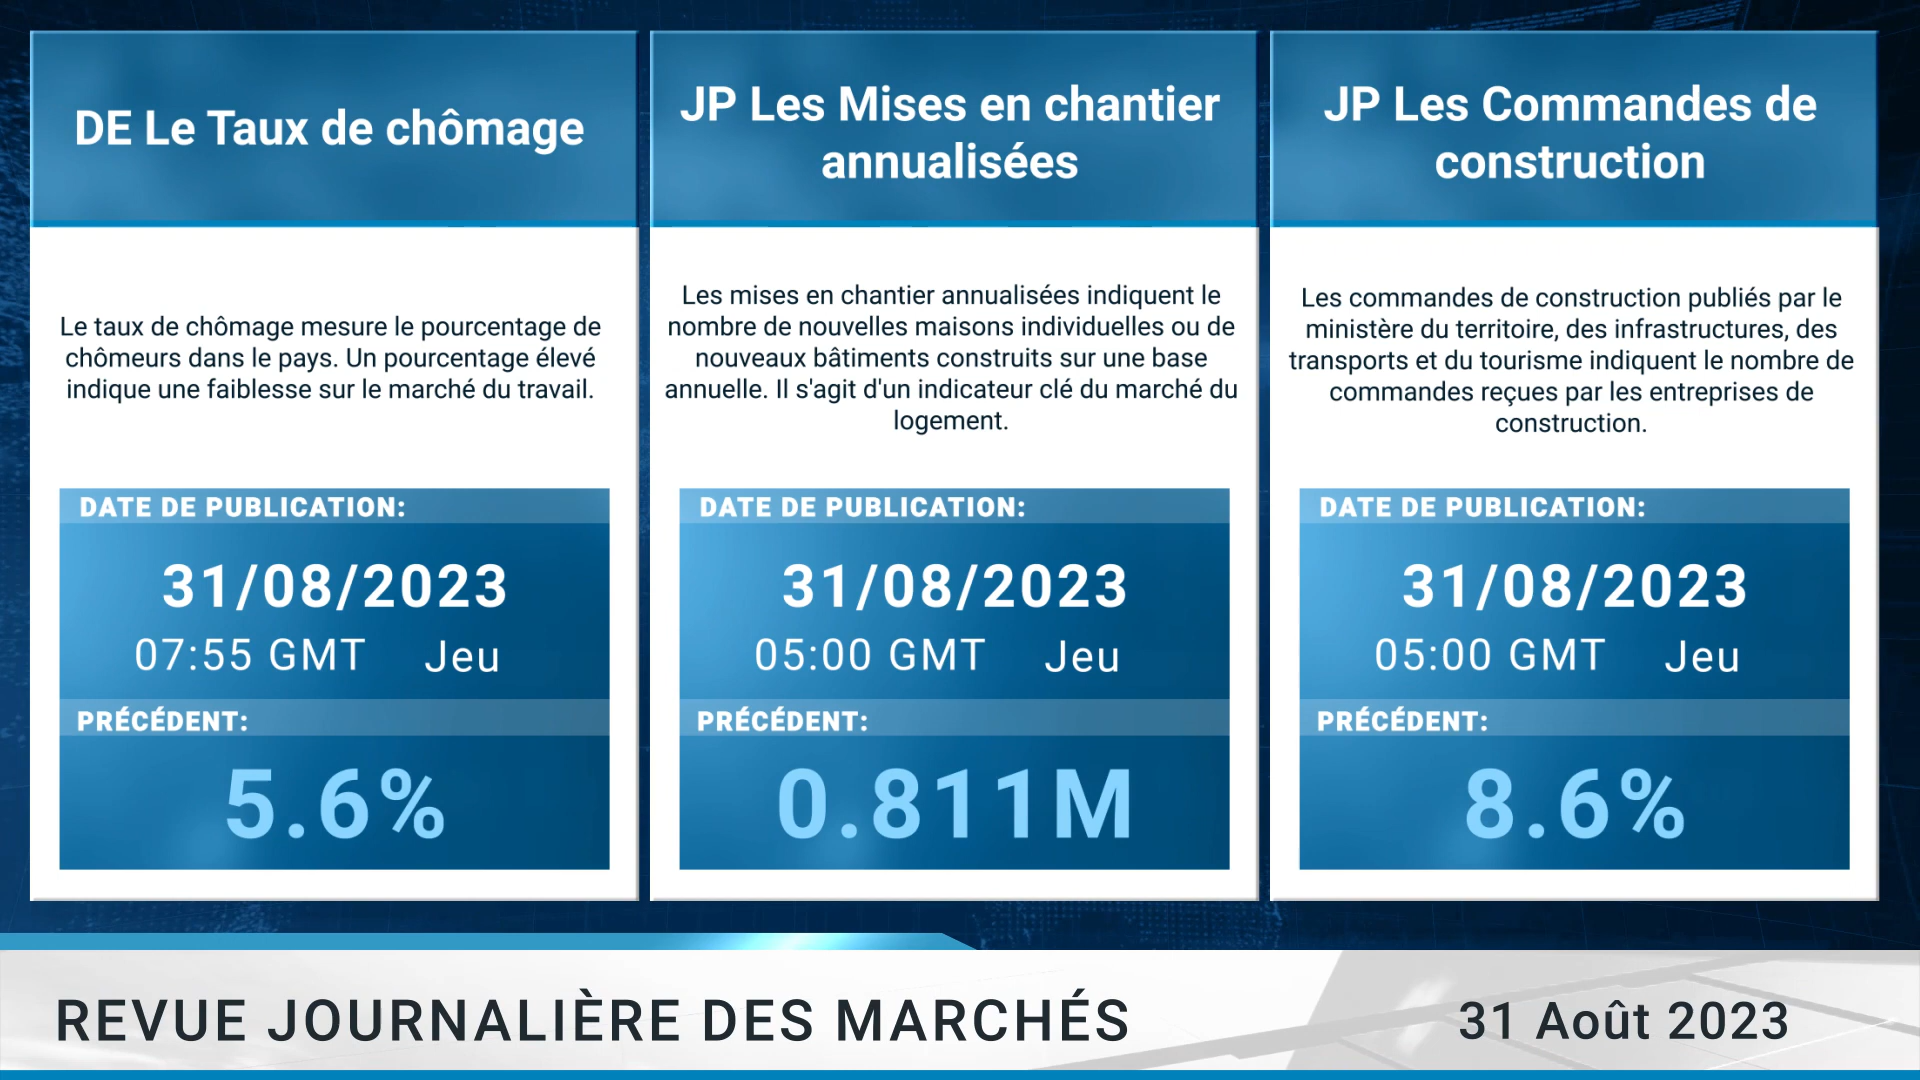 DE Le Taux de chômage
Le taux de chômage mesure le pourcentage de
chômeurs dans le pays. Un pourcentage élevé
indique une faiblesse sur le marché du travail.
DATE DE PUBLICATION:
31/08/2023
07:55 GMT Jeu
PRÉCÉDENT:
5.6%
JP Les Mises en chantier
annualisées
Les mises en chantier annualisées indiquent le
nombre de nouvelles maisons individuelles ou de
nouveaux bâtiments construits sur une base
annuelle. Il s'agit d'un indicateur clé du marché du
logement.
DATE DE PUBLICATION:
31/08/2023
05:00 GMT Jeu
PRÉCÉDENT:
0.811M
JP Les Commandes de
construction
Les commandes de construction publiés par le
ministère du territoire, des infrastructures, des
transports et du tourisme indiquent le nombre de
commandes reçues par les entreprises de
construction.
DATE DE PUBLICATION:
31/08/2023
05:00 GMT Jeu
PRÉCÉDENT:
8.6%
REVUE JOURNALIÈRE DES MARCHÉS
31 Août 2023